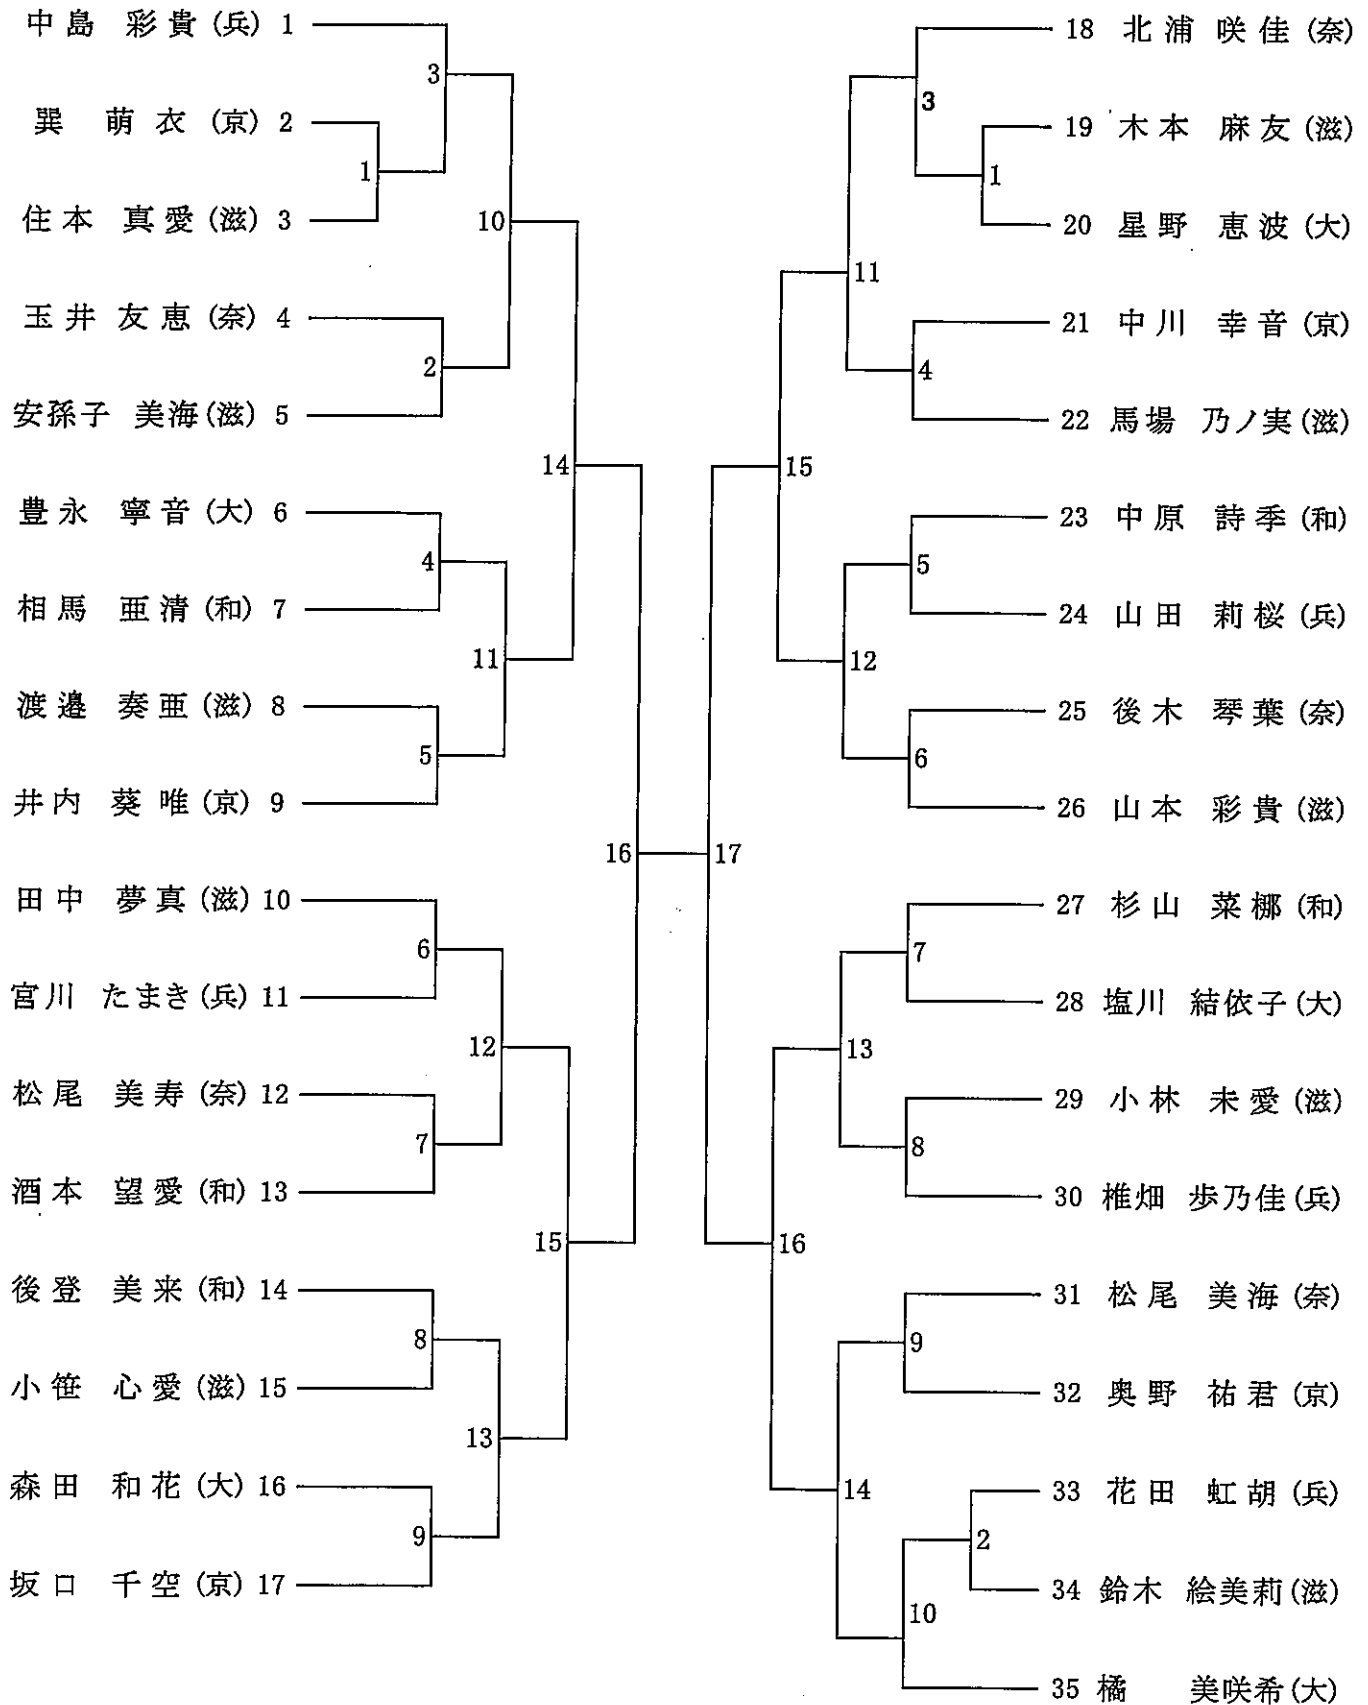 中島 彩貴 (兵) 1
3
巽 萌衣 (京) 2
1
住本 真愛 (滋) 3
10
玉井 友恵 (奈) 4
2
安孫子 美海 (滋) 5
14
豊永 寧音 (大) 6
4
相馬 亜清 (和) 7
11
渡邉 奏亜 (滋) 8
5
井内 葵唯 (京) 9
16
田中 夢真 (滋) 10
6
宮川 たまき (兵) 11
12
松尾 美寿 (奈) 12
7
酒本 望愛 (和) 13
15
後登 美来 (和) 14
8
小笹 心愛 (滋) 15
13
森田 和花 (大) 16
9
坂口 千空 (京) 17
18 北浦 咲佳 (奈)
3
19 木本 麻友 (滋)
1
20 星野 恵波 (大)
11
21 中川 幸音 (京)
4
22 馬場 乃ノ実 (滋)
15
23 中原 詩季 (和)
5
24 山田 莉桜 (兵)
12
25 後木 琴葉 (奈)
6
26 山本 彩貴 (滋)
17
27 杉山 菜梛 (和)
7
28 塩川 結依子 (大)
13
29 小林 未愛 (滋)
8
30 椎畑 歩乃佳 (兵)
16
31 松尾 美海 (奈)
9
32 奥野 祐君 (京)
14
33 花田 虹胡 (兵)
2
34 鈴木 絵美莉 (滋)
10
35 橘 美咲希 (大)